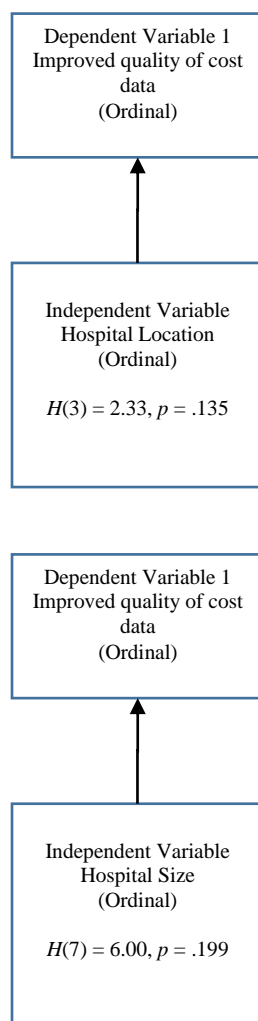 Dependent Variable 1
Improved quality of cost
data
(Ordinal)
Independent Variable
Hospital Location
(Ordinal)
H(3) = 2.33, p = .135
Dependent Variable 1
Improved quality of cost
data
(Ordinal)
Independent Variable
Hospital Size
(Ordinal)
H(7) = 6.00, p = .199